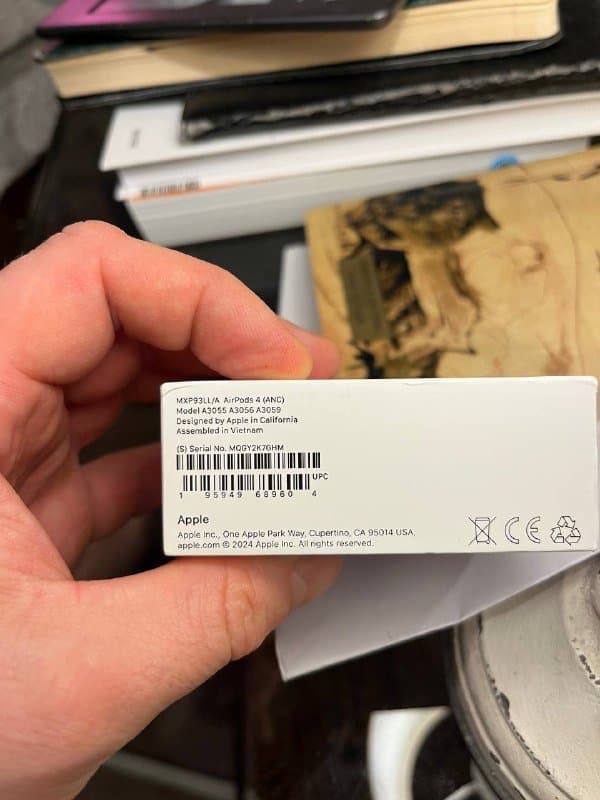 MXP93LL/A AirPods 4 (ANC)
Model A3055 A3056 A3059
Designed by Apple in California
Assembled in Vietnam
(S) Serial No. MQGY2K7GHM
UPC
1 95949 68960 4
Apple
Apple Inc., One Apple Park Way, Cupertino, CA 95014 USA.
apple.com © 2024 Apple Inc. All rights reserved.